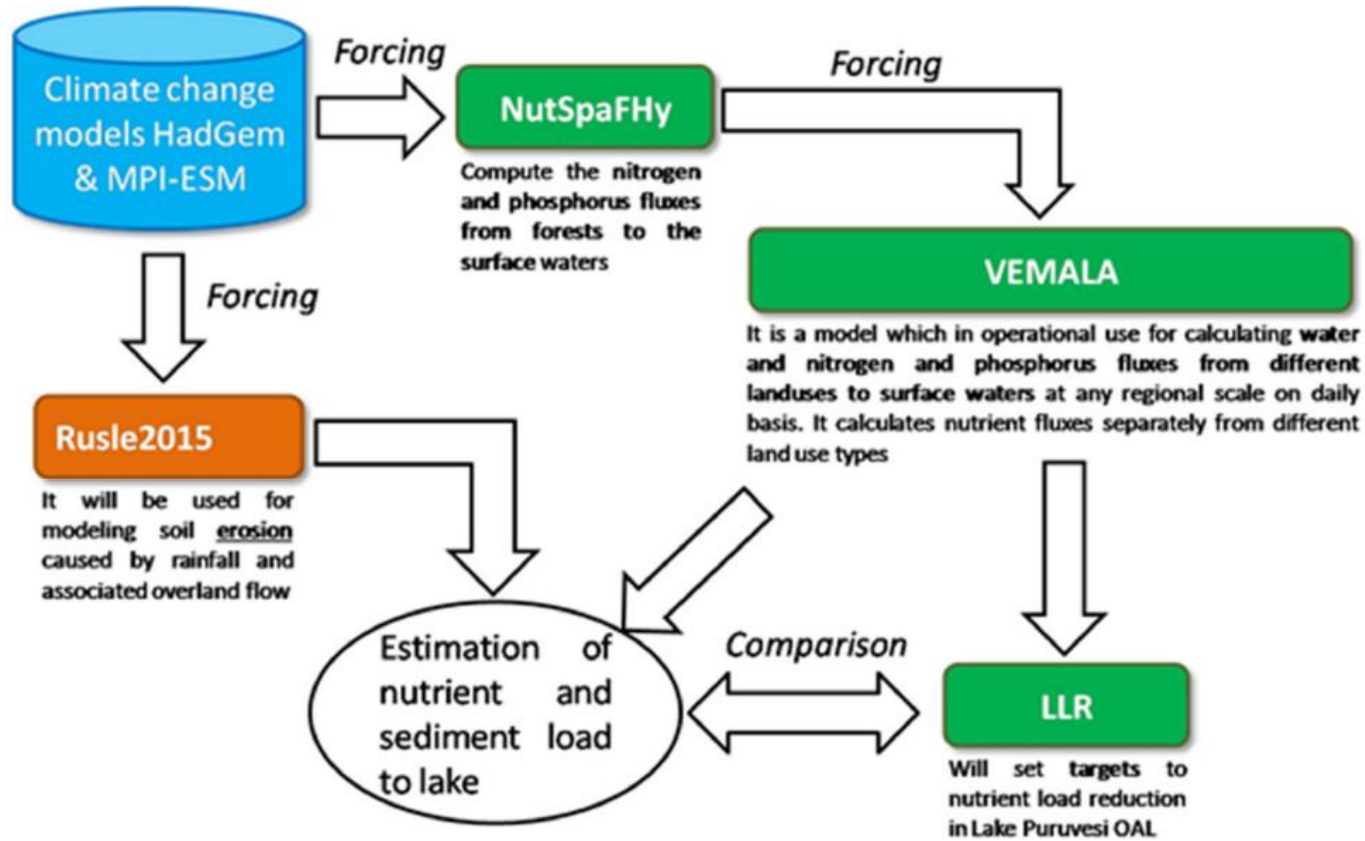 Climate change
models HadGem
& MPI-ESM
Forcing
NutSpaFHy
Compute the nitrogen
and phosphorus fluxes
from forests to the
surface waters
Forcing
VEMALA
It is a model which in operational use for calculating water
and nitrogen and phosphorus fluxes from different
landuses to surface waters at any regional scale on daily
basis. It calculates nutrient fluxes separately from different
land use types
Forcing
Rusle2015
It will be used for
modeling soil erosion
caused by rainfall and
associated overland flow
Estimation of
nutrient and
sediment load
to lake
Comparison
LLR
Will set targets to
nutrient load reduction
in Lake Puruvesi OAL